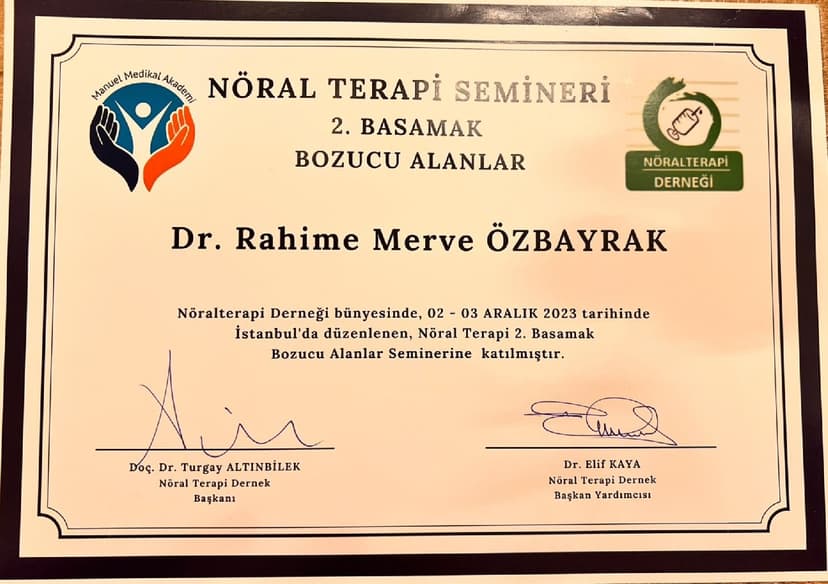 Manuel Medikal Akademi
NÖRAL TERAPİ SEMİNERİ
2. BASAMAK
BOZUCU ALANLAR
NÖRALTERAPİ
DERNEĞİ
Dr. Rahime Merve ÖZBAYRAK
Nöralterapi Derneği bünyesinde, 02 - 03 ARALIK 2023 tarihinde
İstanbul'da düzenlenen, Nöral Terapi 2. Basamak
Bozucu Alanlar Seminerine katılmıştır.
Doç. Dr. Turgay ALTINBİLEK
Nöral Terapi Dernek
Başkanı
Dr. Elif KAYA
Nöral Terapi Dernek
Başkan Yardımcısı